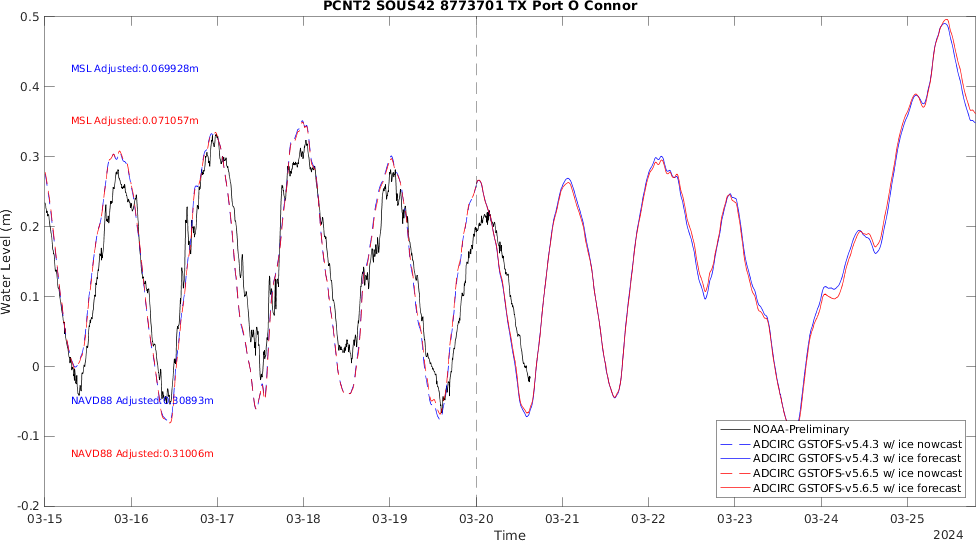 PCNT2 SOUS42 8773701 TX Port O Connor
0.5
0.4
0.3
0.2
0.1
0
-0.1
-0.2
Water Level (m)
MSL Adjusted:0.069928m
MSL Adjusted:0.071057m
NAVD88 Adjusted:0.30893m
NAVD88 Adjusted:0.31006m
NOAA-Preliminary
ADCIRC GSTOFS-v5.4.3 w/ ice nowcast
ADCIRC GSTOFS-v5.4.3 w/ ice forecast
ADCIRC GSTOFS-v5.6.5 w/ ice nowcast
ADCIRC GSTOFS-v5.6.5 w/ ice forecast
03-15 03-16 03-17 03-18 03-19 03-20 03-21 03-22 03-23 03-24 03-25
Time
2024